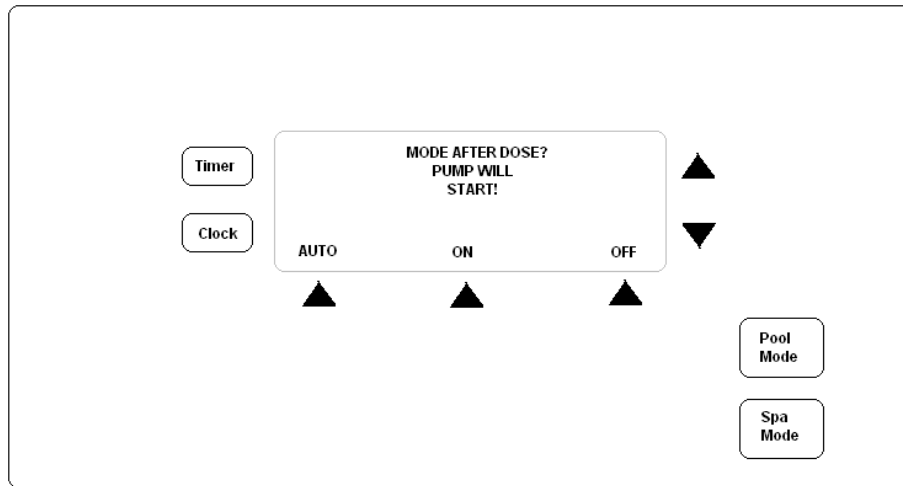 MODE AFTER DOSE?
PUMP WILL
START!
Timer
Clock
AUTO ON OFF
Pool
Mode
Spa
Mode